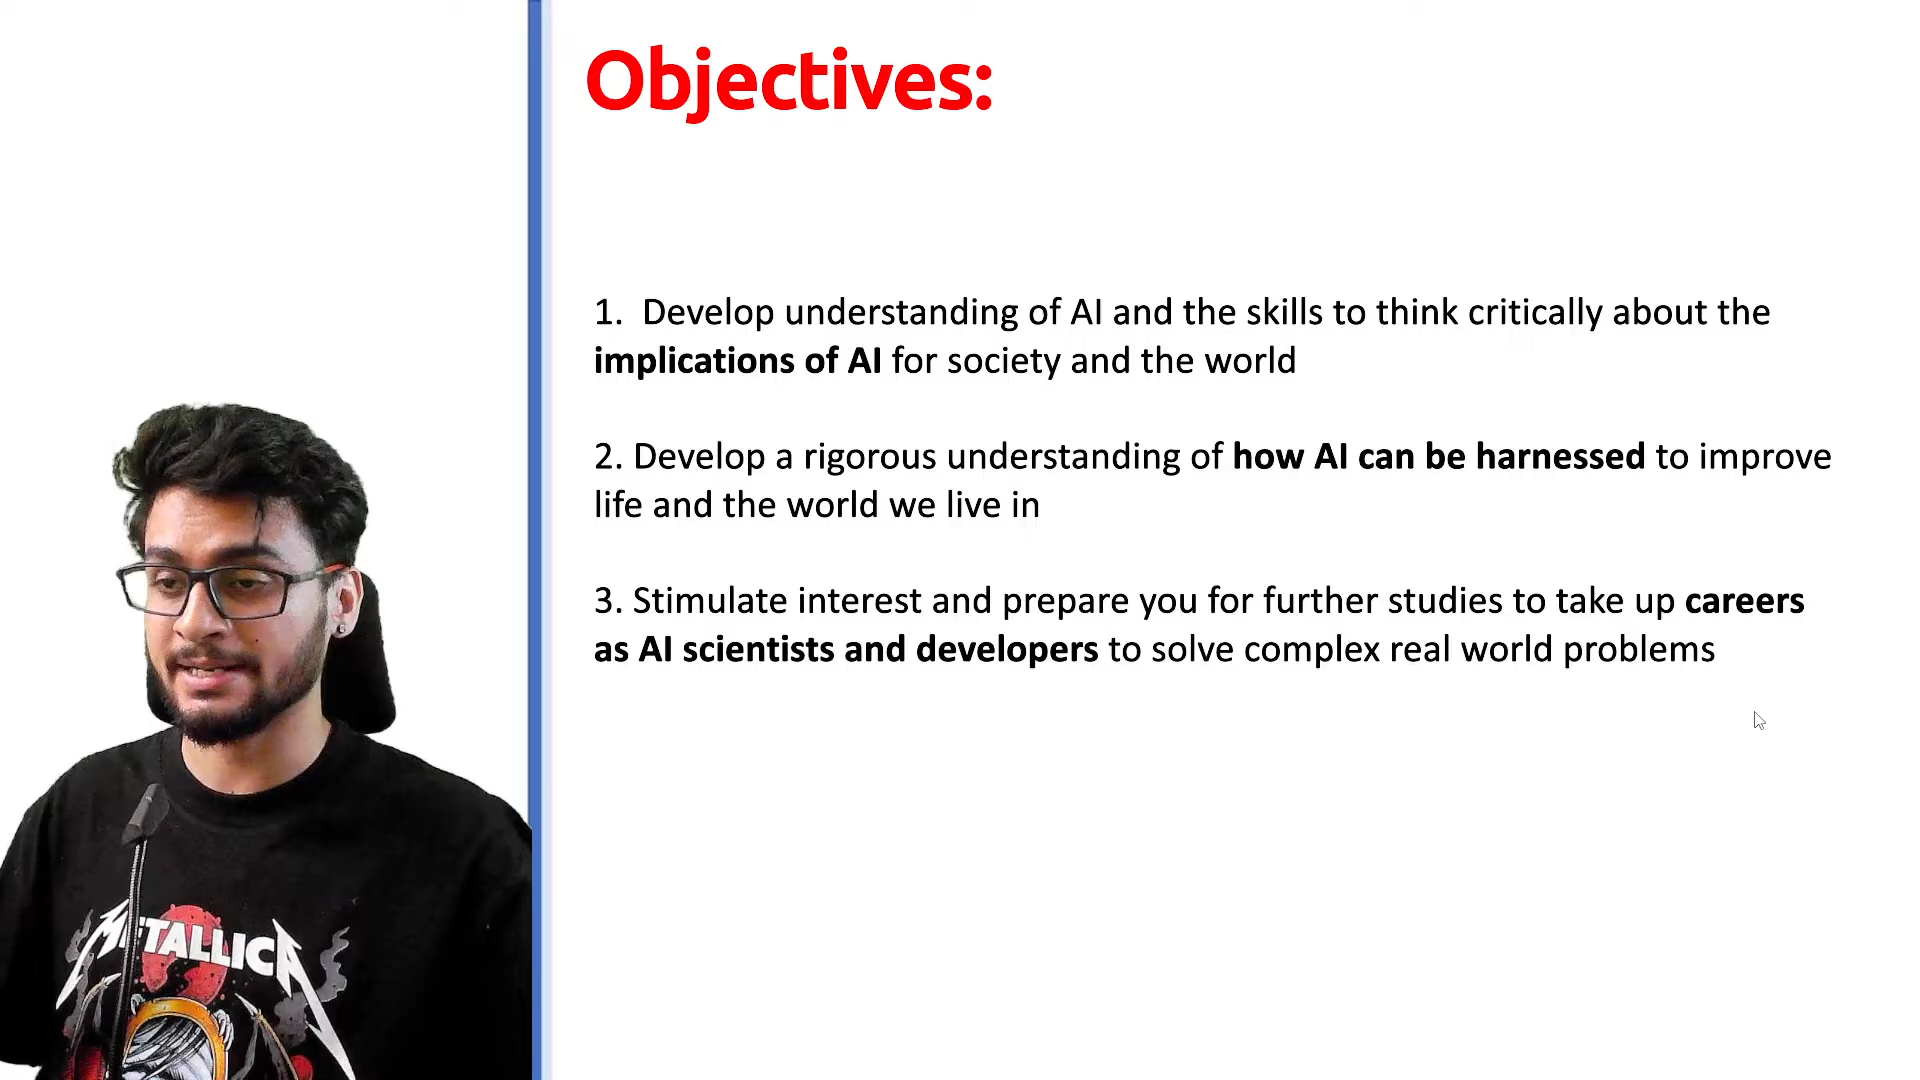 Objectives:
1. Develop understanding of AI and the skills to think critically about the
implications of AI for society and the world
2. Develop a rigorous understanding of how AI can be harnessed to improve
life and the world we live in
3. Stimulate interest and prepare you for further studies to take up careers
as AI scientists and developers to solve complex real world problems
METALLICA